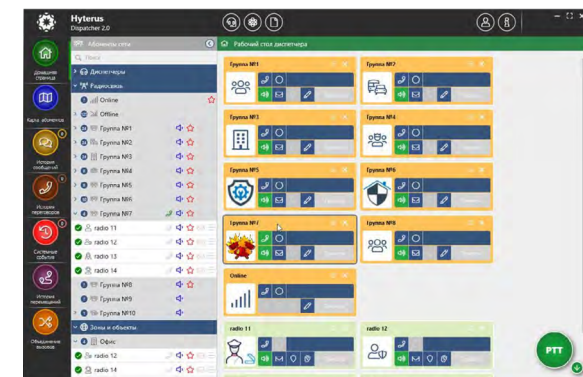 Hyterus
Dispatcher 2.0
Абоненты сети
Рабочий стол диспетчера
Поиск
Домашняя страница
Диспетчеры
Радиосвязь
Online
Offline
Карта абонентов
Группа №1
Группа №2
Группа №3
История сообщений
Группа №4
Группа №5
Группа №6
История переговоров
Группа №7
radio 11
radio 12
Системные события
radio 13
radio 14
Группа №8
Группа №9
История перемещений
Группа №10
Зоны и объекты
Офис
Объединение вызовов
radio 12
radio 14
Группа №1
Группа №2
Группа №3
Группа №4
Группа №5
Группа №6
Группа №7
Группа №8
Online
radio 11
radio 12
PTT